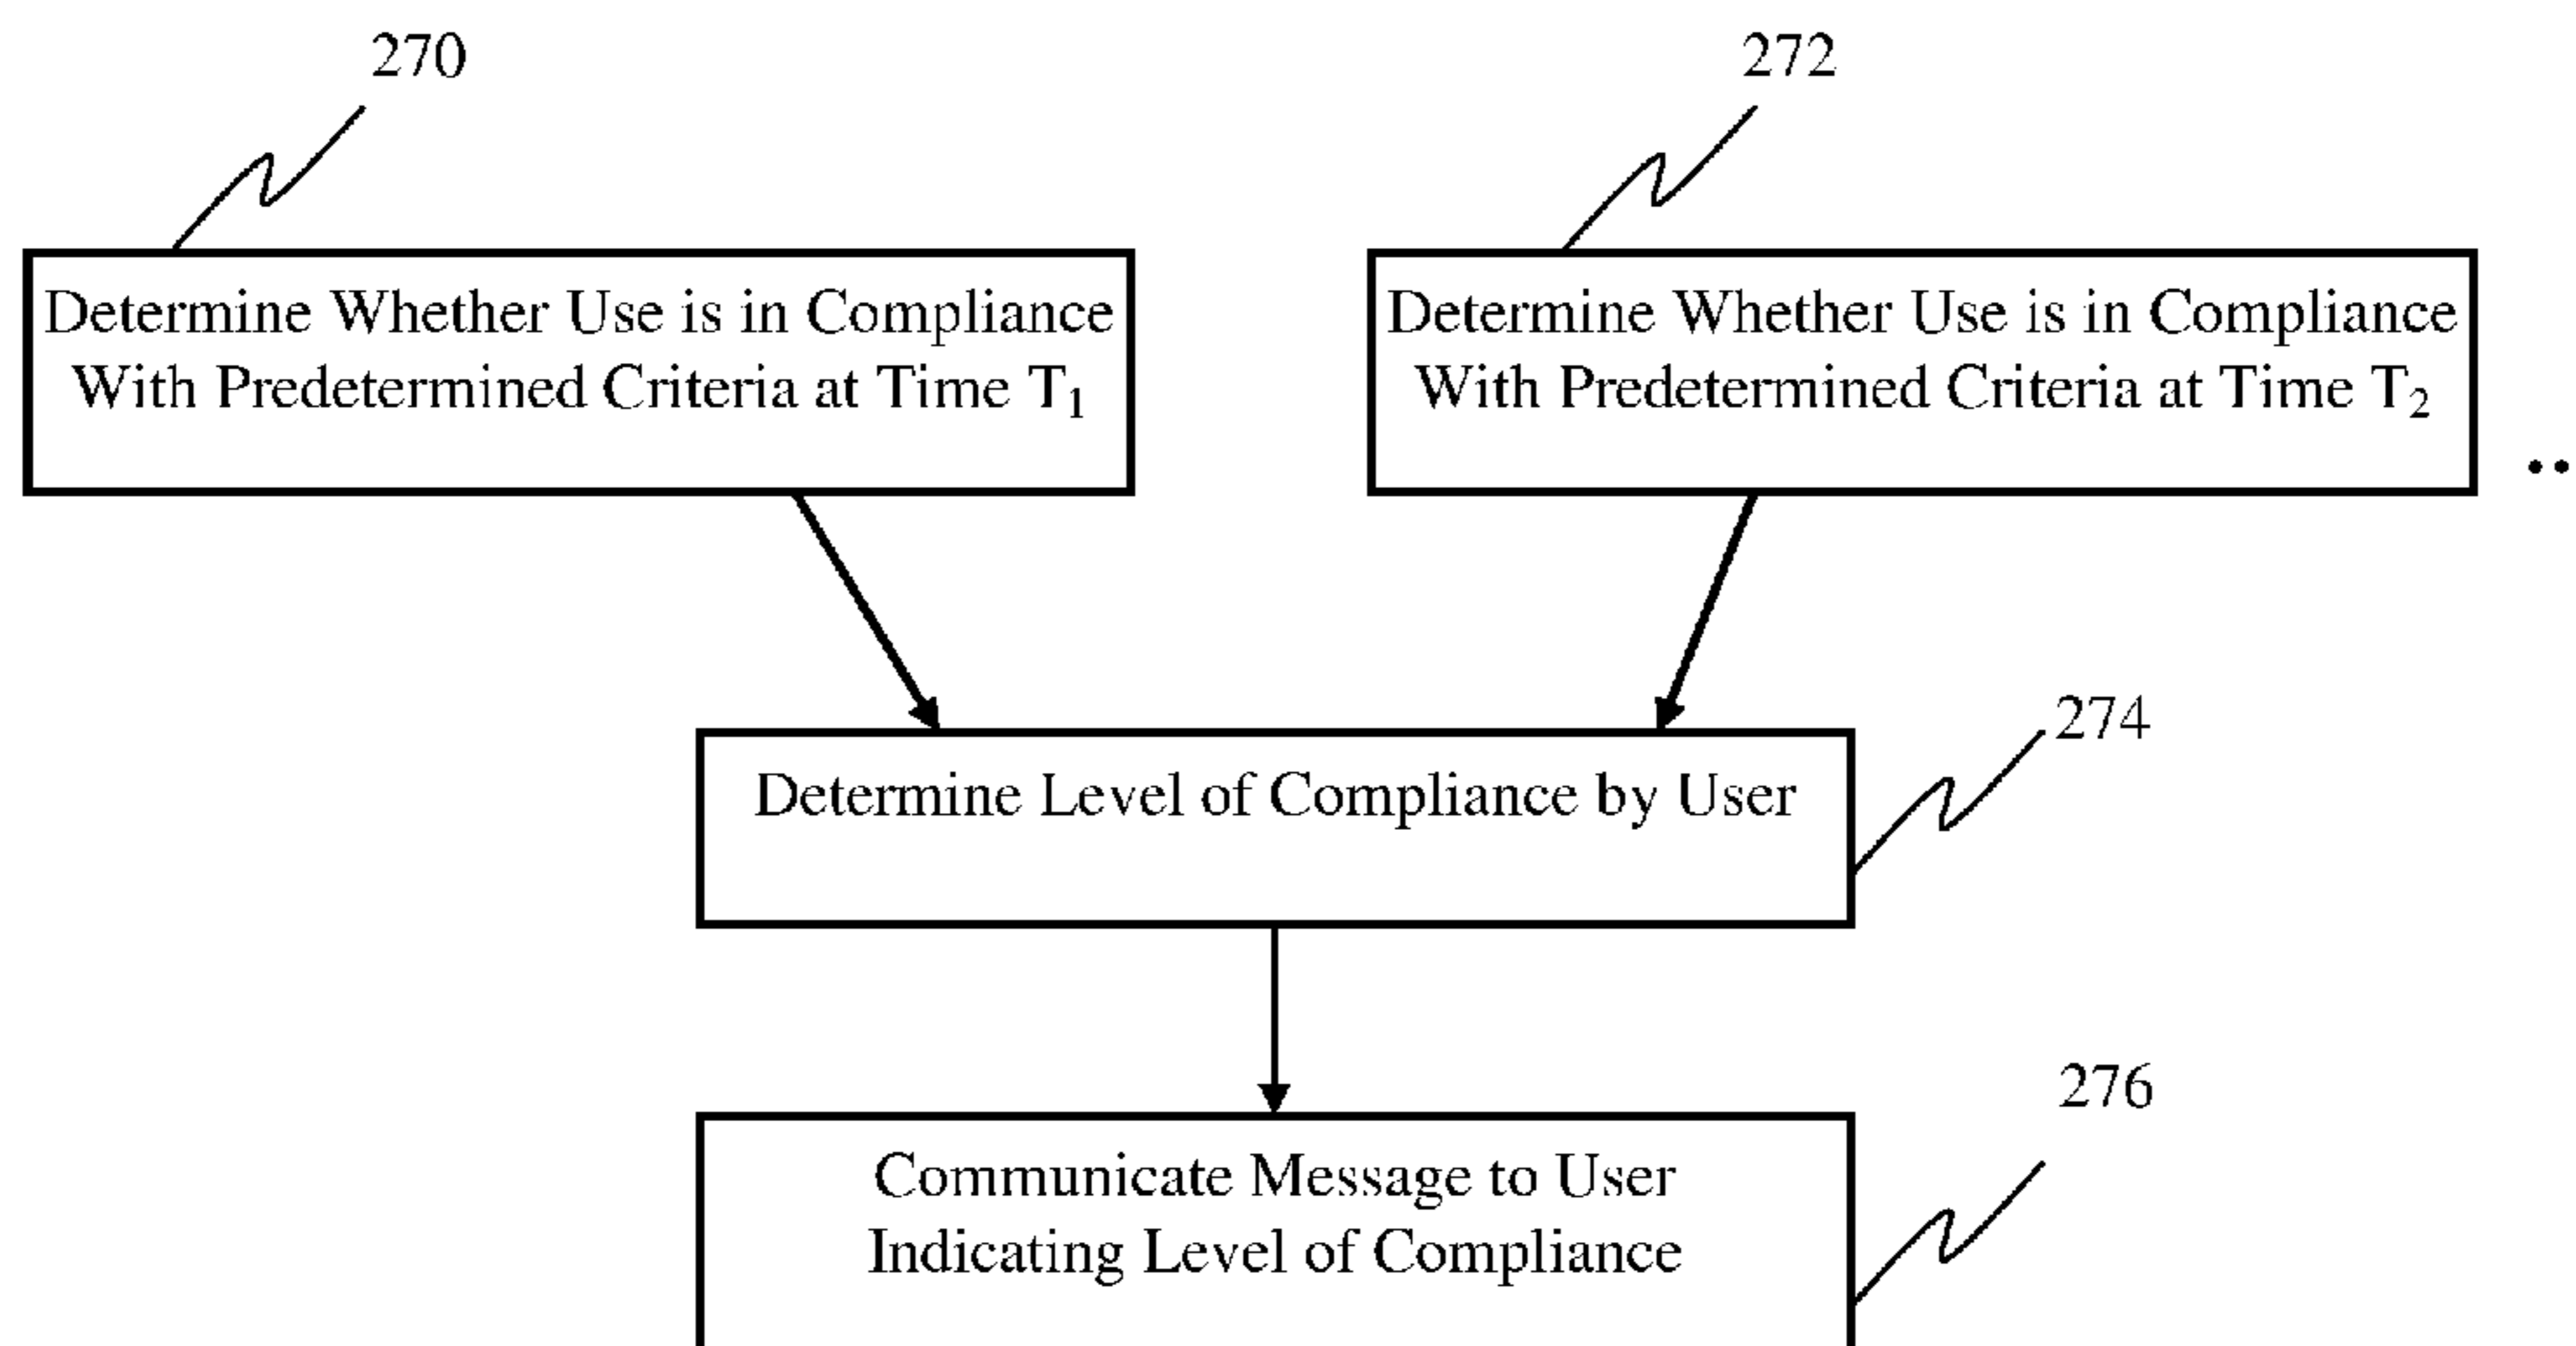 270
272
Determine Whether Use is in Compliance
With Predetermined Criteria at Time T₁
Determine Whether Use is in Compliance
With Predetermined Criteria at Time T₂
..
Determine Level of Compliance by User
274
276
Communicate Message to User
Indicating Level of Compliance